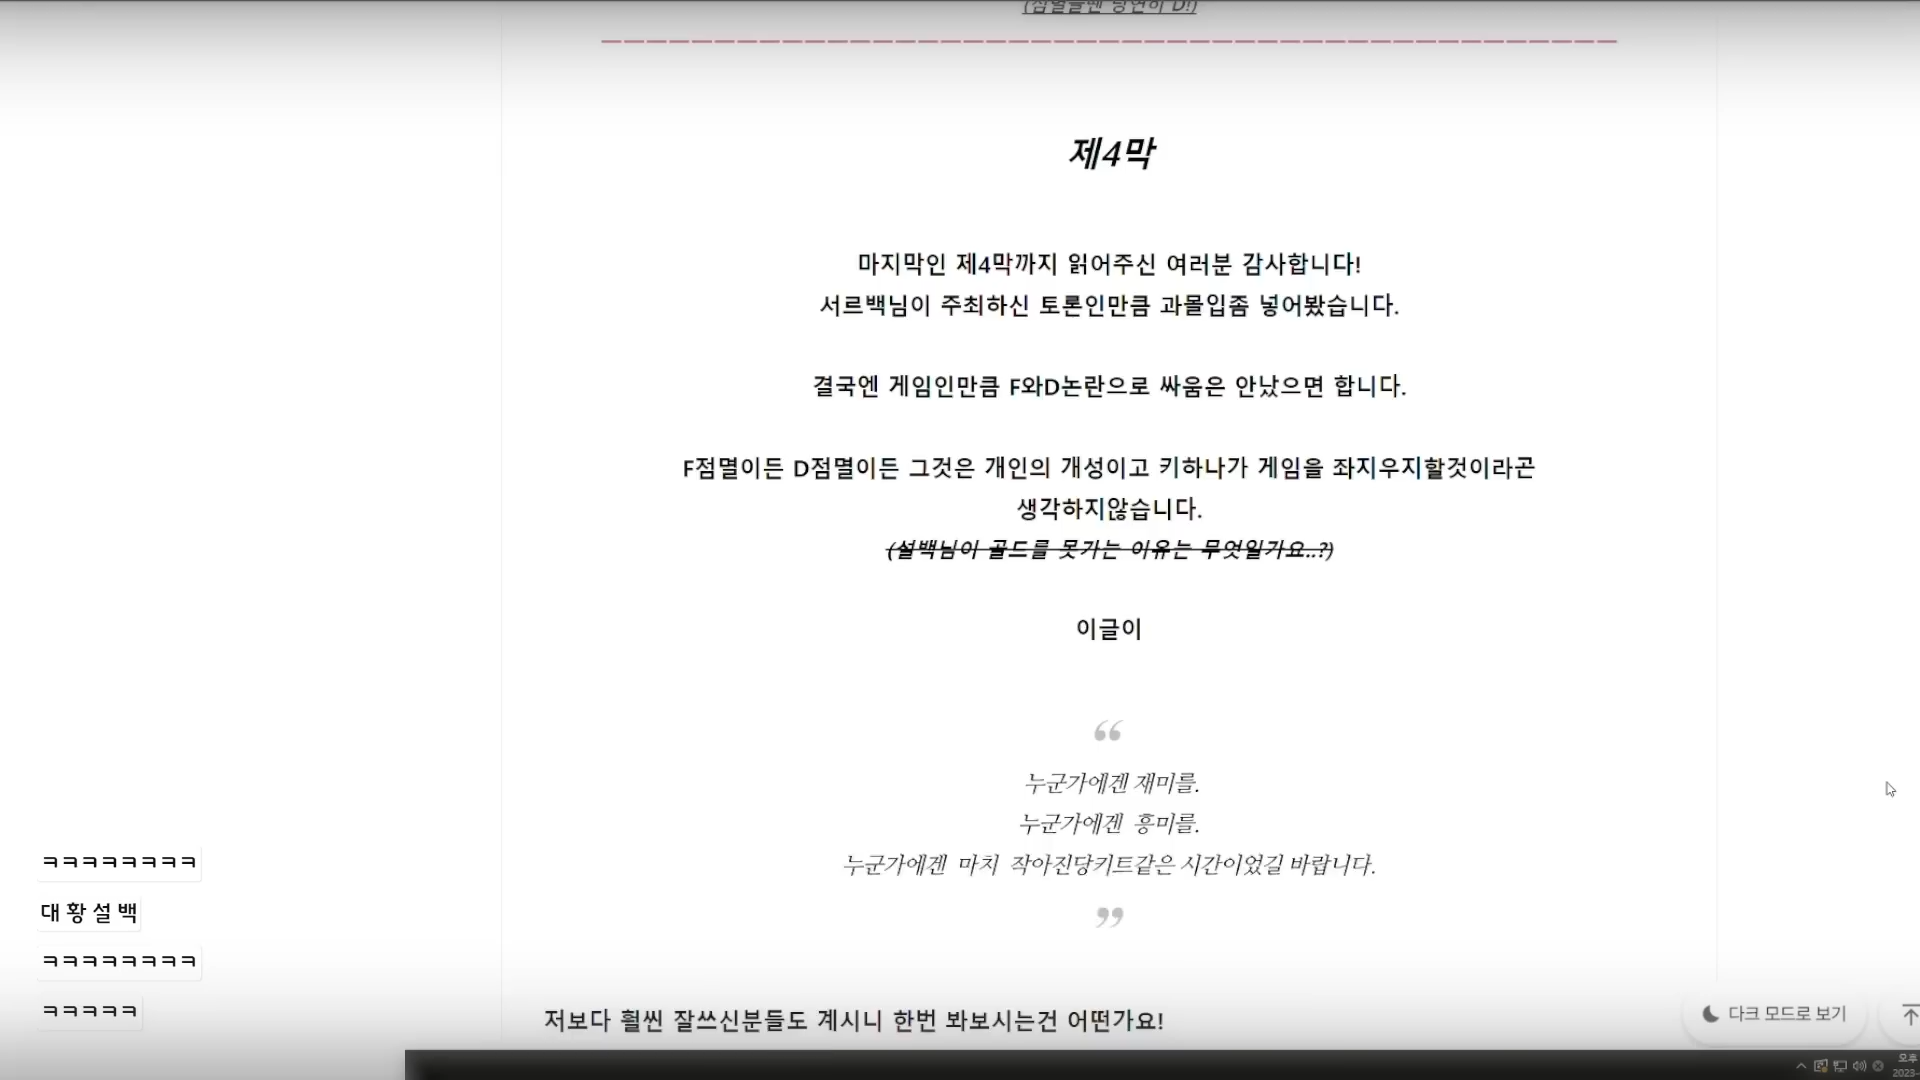 (점멸블랜 당연히 D!)
제4막
마지막인 제4막까지 읽어주신 여러분 감사합니다!
서르백님이 주최하신 토론인만큼 과몰입좀 넣어봤습니다.
결국엔 게임인만큼 F와D논란으로 싸움은 안났으면 합니다.
F점멸이든 D점멸이든 그것은 개인의 개성이고 키하나가 게임을 좌지우지할것이라곤
생각하지않습니다.
(설백님이 골드를 못가는 이유는 무엇일가요..?)
이글이
“
누군가에겐 재미를.
누군가에겐 흥미를.
누군가에겐 마치 작아진당키트같은 시간이었길 바랍니다.
”
저보다 훨씬 잘쓰신분들도 계시니 한번 봐보시는건 어떤가요!
ㅋㅋㅋㅋㅋㅋㅋㅋ
대 황 설 백
ㅋㅋㅋㅋㅋㅋㅋㅋ
ㅋㅋㅋㅋㅋ
다크 모드로 보기
오후
2023-